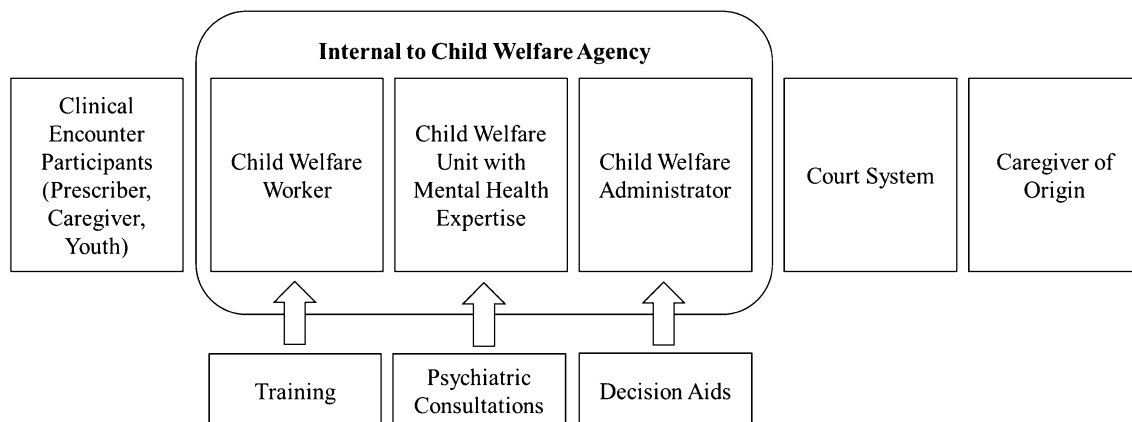 Internal to Child Welfare Agency
Clinical
Encounter
Participants
(Prescriber,
Caregiver,
Youth)
Child Welfare
Worker
Child Welfare
Unit with
Mental Health
Expertise
Child Welfare
Administrator
Court System
Caregiver of
Origin
Training
Psychiatric
Consultations
Decision Aids